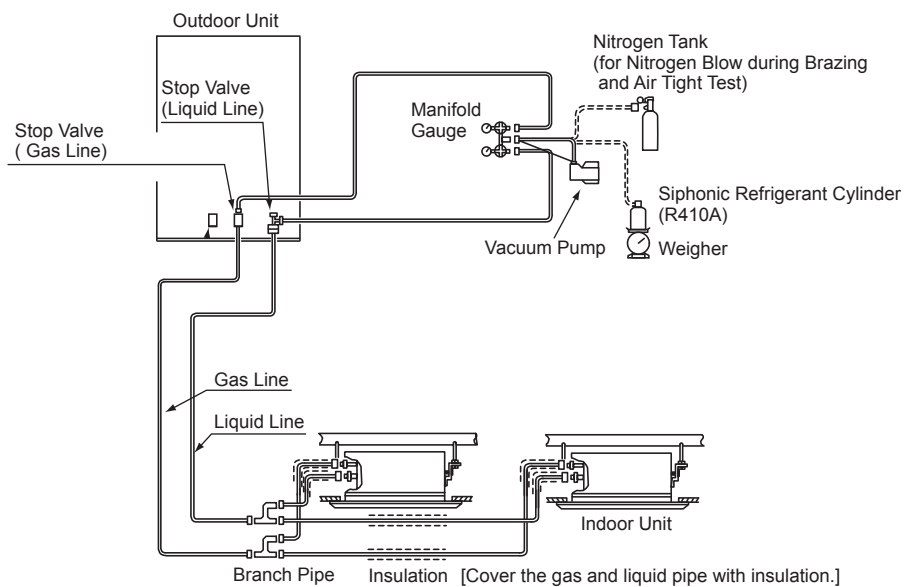 Outdoor Unit
Stop Valve
(Liquid Line)
Stop Valve
( Gas Line)
Manifold
Gauge
Nitrogen Tank
(for Nitrogen Blow during Brazing
and Air Tight Test)
Siphonic Refrigerant Cylinder
(R410A)
Vacuum Pump
Weigher
Gas Line
Liquid Line
Indoor Unit
Branch Pipe
Insulation
[Cover the gas and liquid pipe with insulation.]